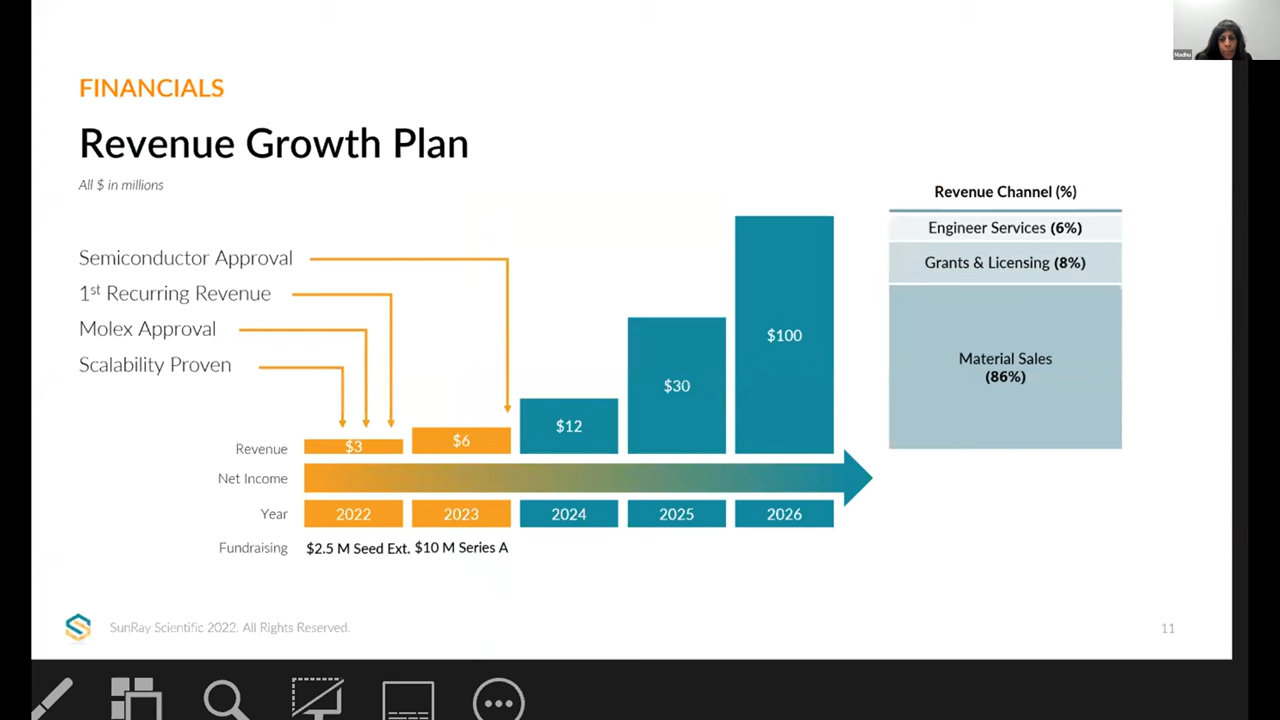 Madhu
FINANCIALS
Revenue Growth Plan
All $ in millions
Semiconductor Approval
1st Recurring Revenue
Molex Approval
Scalability Proven
Revenue
$3
$6
$12
$30
$100
Net Income
Year
2022
2023
2024
2025
2026
Fundraising
$2.5 M Seed Ext.
$10 M Series A
Revenue Channel (%)
Engineer Services (6%)
Grants & Licensing (8%)
Material Sales
(86%)
SunRay Scientific 2022. All Rights Reserved.
11